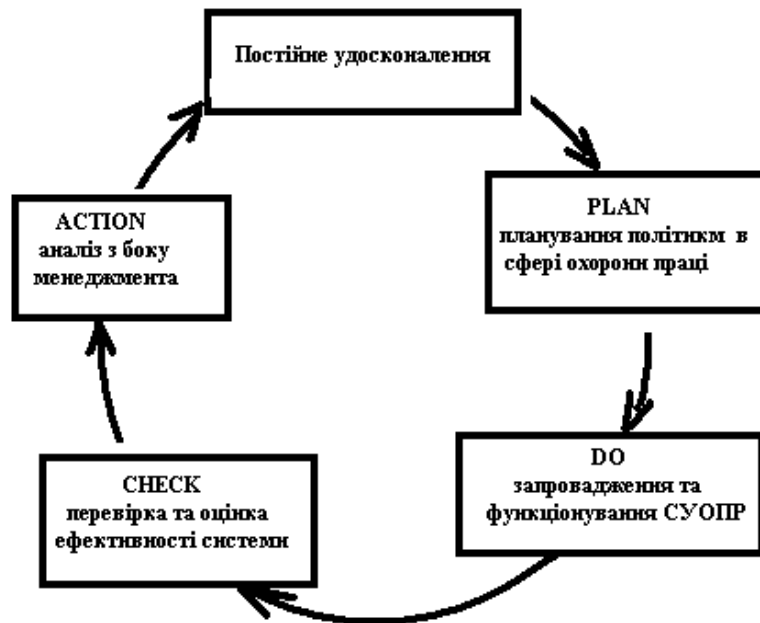 Постійне удосконалення
PLAN
планування політикм в
сфері охорони праці
DO
запровадження та
функціонування СУОПР
CHECK
перевірка та оцінка
ефективності системи
ACTION
аналіз з боку
менеджмента